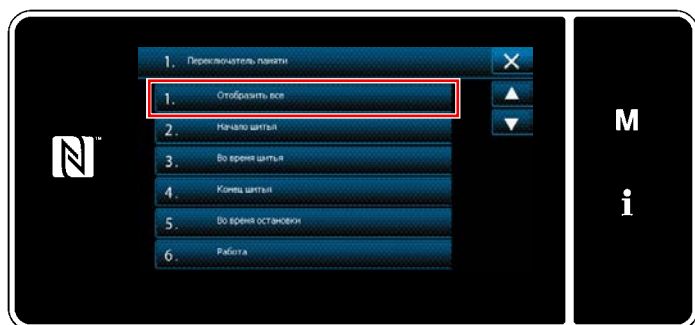 1. Переключатель памяти
1. Отобразить все
2. Начало шитья
3. Во время шитья
4. Конец шитья
5. Во время остановки
6. Работа
M
i